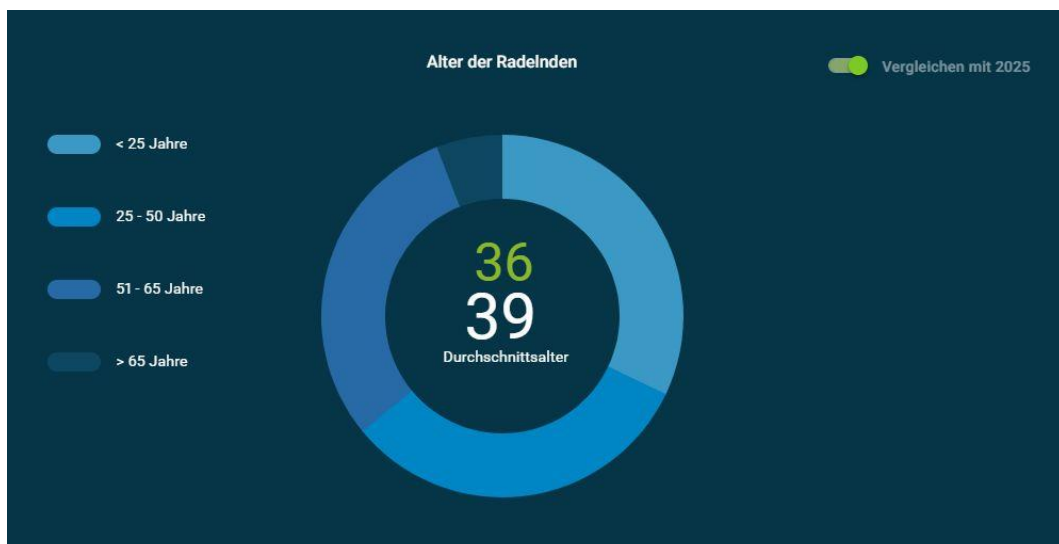 Alter der Radelnden
Vergleichen mit 2025
< 25 Jahre
25 - 50 Jahre
51 - 65 Jahre
> 65 Jahre
36
39
Durchschnittsalter